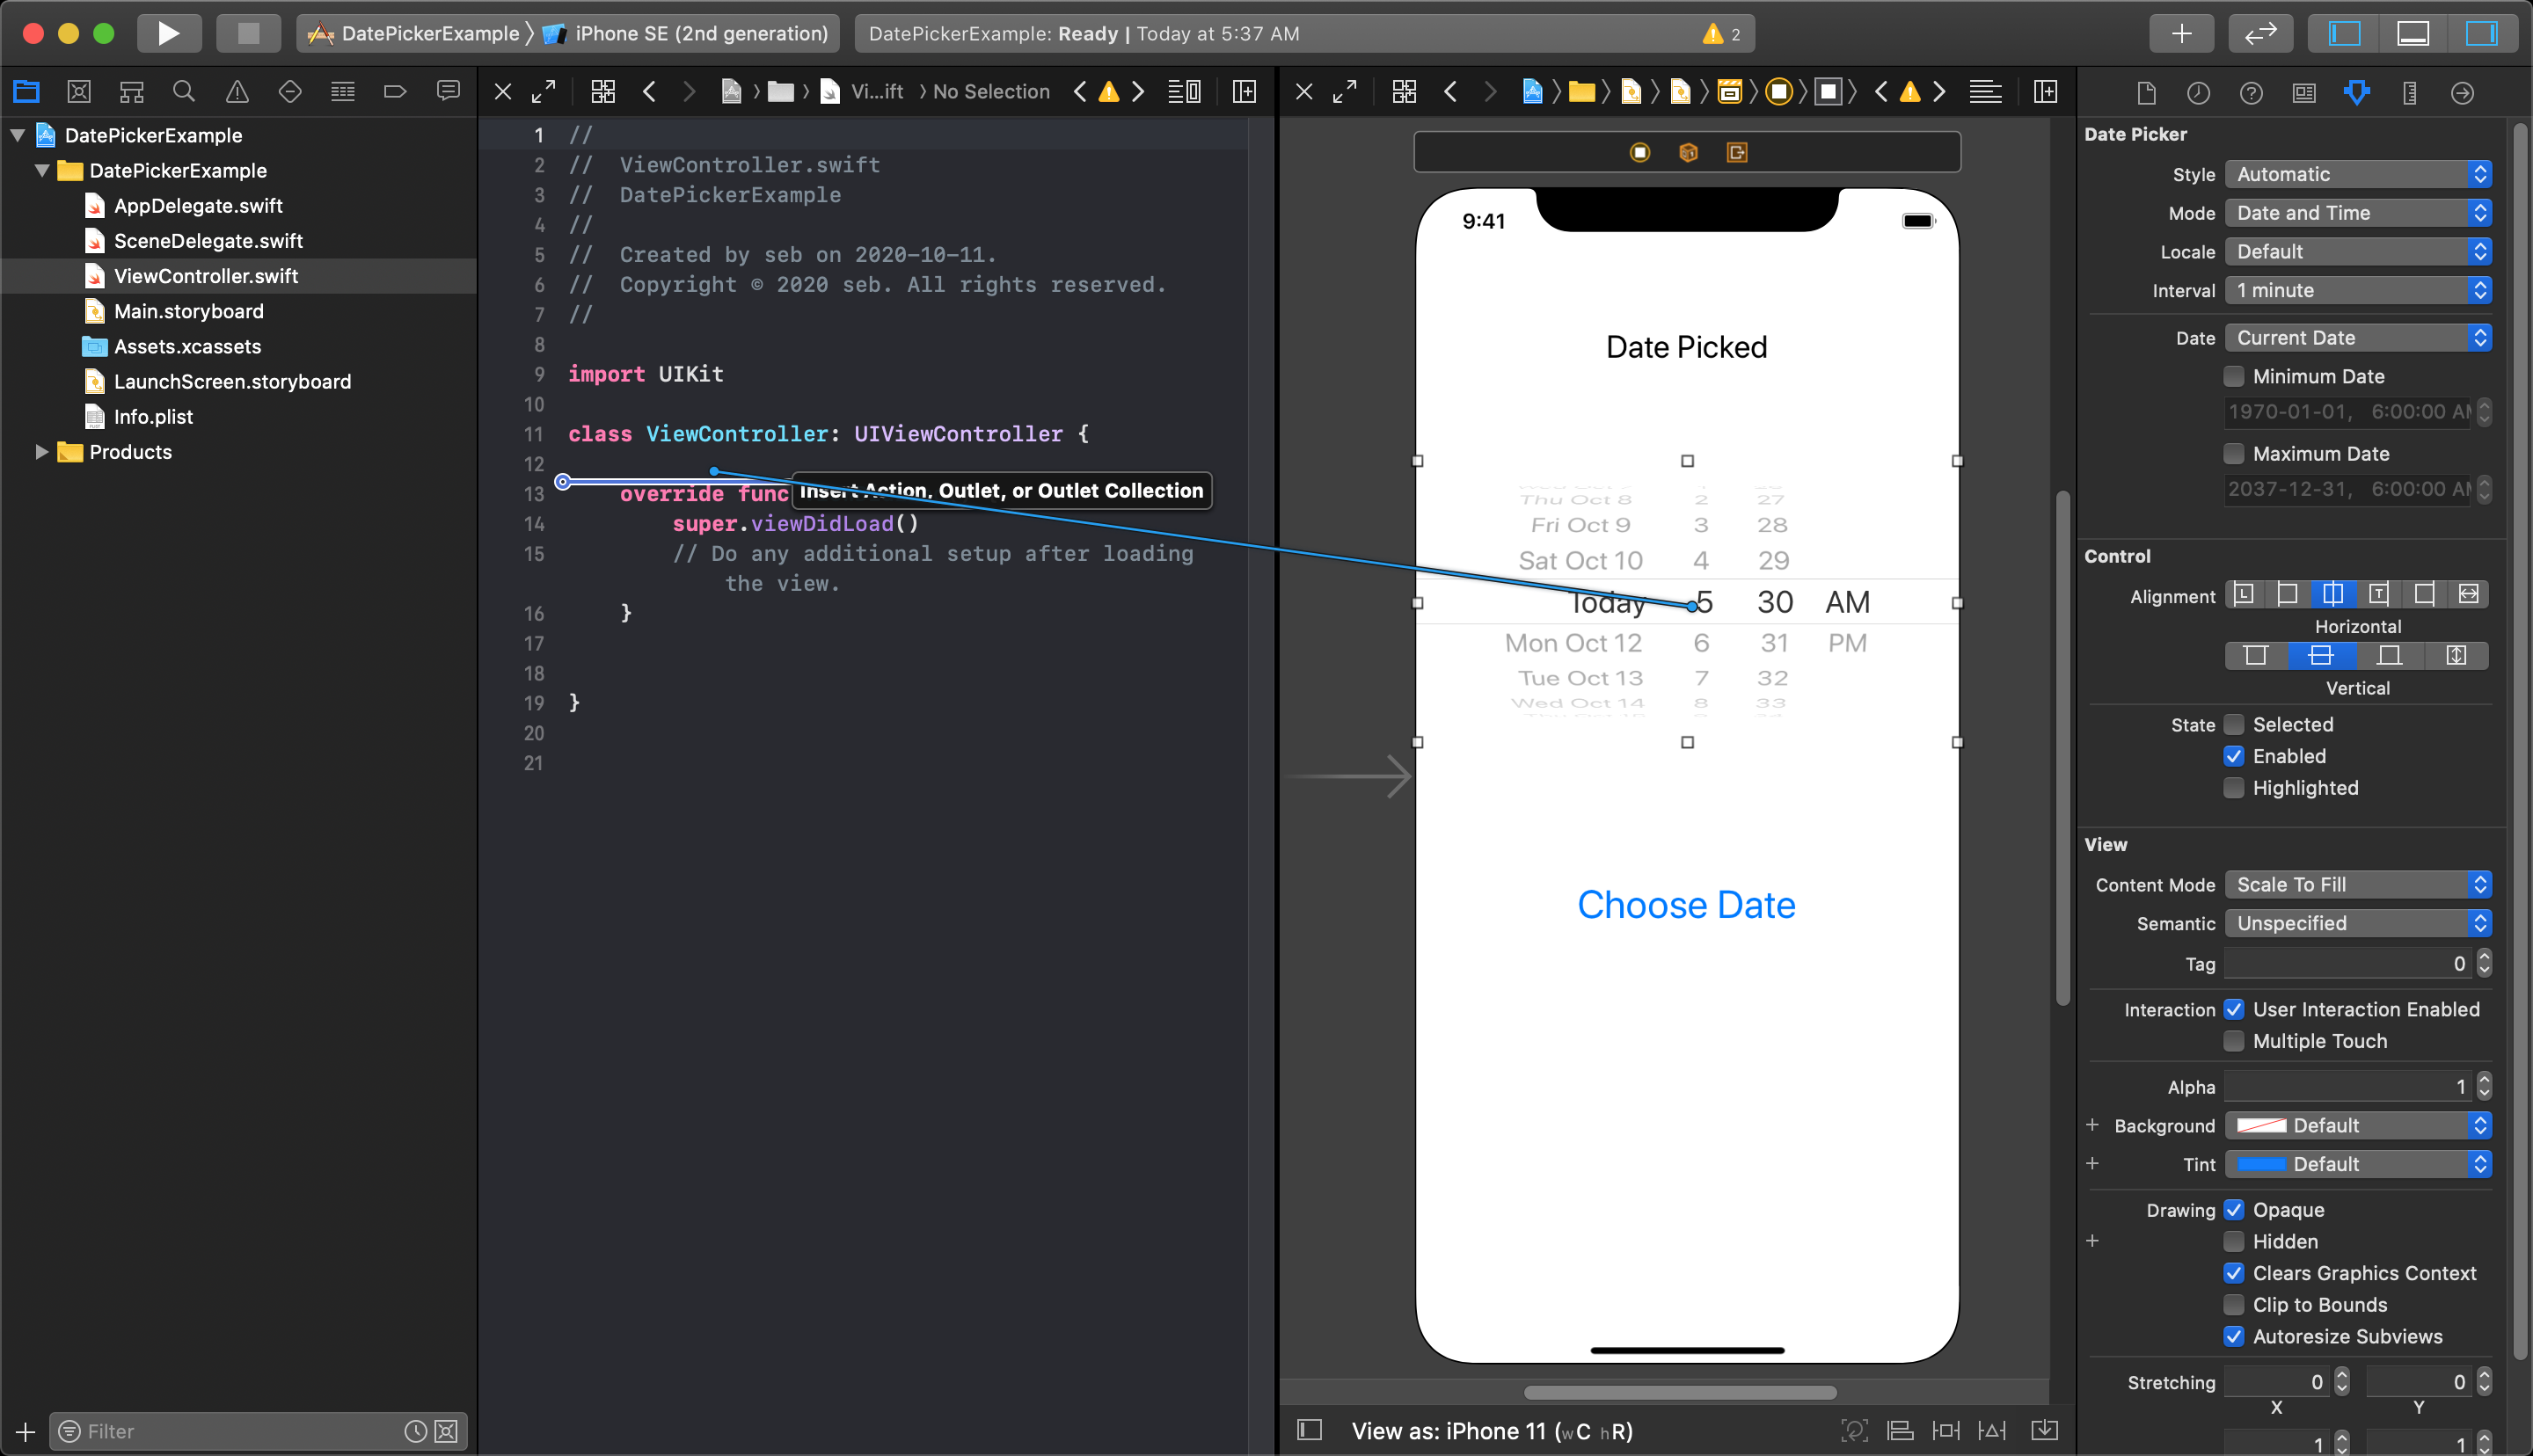 DatePickerExample 〉 iPhone SE (2nd generation)
DatePickerExample: Ready | Today at 5:37 AM
2
DatePickerExample
DatePickerExample
AppDelegate.swift
SceneDelegate.swift
ViewController.swift
Main.storyboard
Assets.xcassets
LaunchScreen.storyboard
Info.plist
Products
Filter
Vi...ift 〉 No Selection
1 //
2 //  ViewController.swift
3 //  DatePickerExample
4 //
5 //  Created by seb on 2020-10-11.
6 //  Copyright © 2020 seb. All rights reserved.
7 //
8
9 import UIKit
10
11 class ViewController: UIViewController {
12
13 override func
Insert Action, Outlet, or Outlet Collection
14 super.viewDidLoad()
15 // Do any additional setup after loading
the view.
16 }
17
18
19 }
20
21
9:41
Date Picked
Thu Oct 8 2 27
Fri Oct 9 3 28
Sat Oct 10 4 29
Today 5 30 AM
Mon Oct 12 6 31 PM
Tue Oct 13 7 32
Wed Oct 14 8 33
Choose Date
View as: iPhone 11 (wC hR)
Date Picker
Style Automatic
Mode Date and Time
Locale Default
Interval 1 minute
Date Current Date
Minimum Date
1970-01-01, 6:00:00 AM
Maximum Date
2037-12-31, 6:00:00 AM
Control
Alignment
Horizontal
Vertical
State Selected
Enabled
Highlighted
View
Content Mode Scale To Fill
Semantic Unspecified
Tag 0
Interaction User Interaction Enabled
Multiple Touch
Alpha 1
+ Background Default
+ Tint Default
Drawing Opaque
+ Hidden
Clears Graphics Context
Clip to Bounds
Autoresize Subviews
Stretching 0 0
X Y
1 1